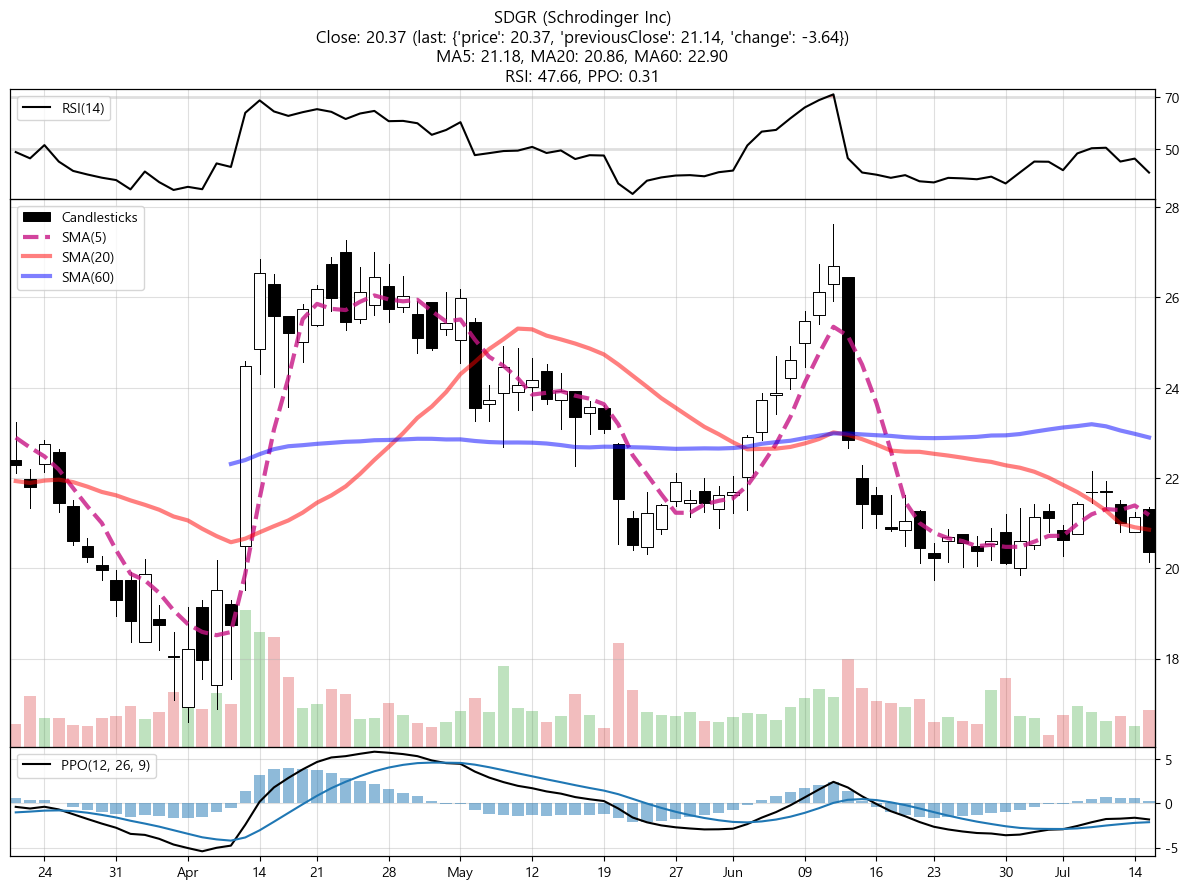 SDGR (Schrodinger Inc)
Close: 20.37 (last: {'price': 20.37, 'previousClose': 21.14, 'change': -3.64})
MA5: 21.18, MA20: 20.86, MA60: 22.90
RSI: 47.66, PPO: 0.31
RSI(14)
70
50
Candlesticks
SMA(5)
SMA(20)
SMA(60)
28
26
24
22
20
18
PPO(12, 26, 9)
5
0
-5
24 31 Apr 14 21 28 May 12 19 27 Jun 09 16 23 30 Jul 14